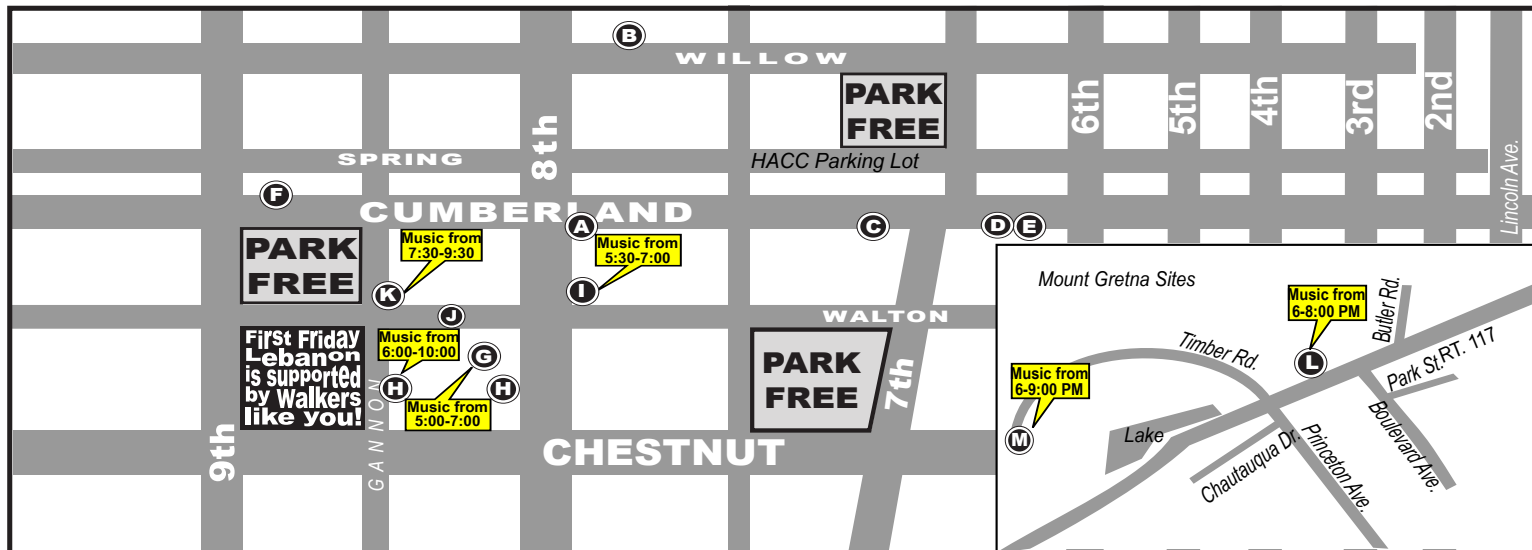 B
WILLOW
PARK
FREE
6th
5th
4th
3rd
2nd
Lincoln Ave.
8th
SPRING
HACC Parking Lot
F
CUMBERLAND
A
C
D
E
PARK
FREE
Music from
7:30-9:30
K
Music from
5:30-7:00
I
J
WALTON
First Friday
Lebanon
is supported
by Walkers
like you!
Music from
6:00-10:00
H
G
H
Music from
5:00-7:00
PARK
FREE
7th
9th
GANNON
CHESTNUT
Mount Gretna Sites
Music from
6-8:00 PM
L
Butler Rd.
Timber Rd.
Park St.
RT. 117
Music from
6-9:00 PM
M
Lake
Chautauqua Dr.
Princeton Ave.
Boulevard Ave.